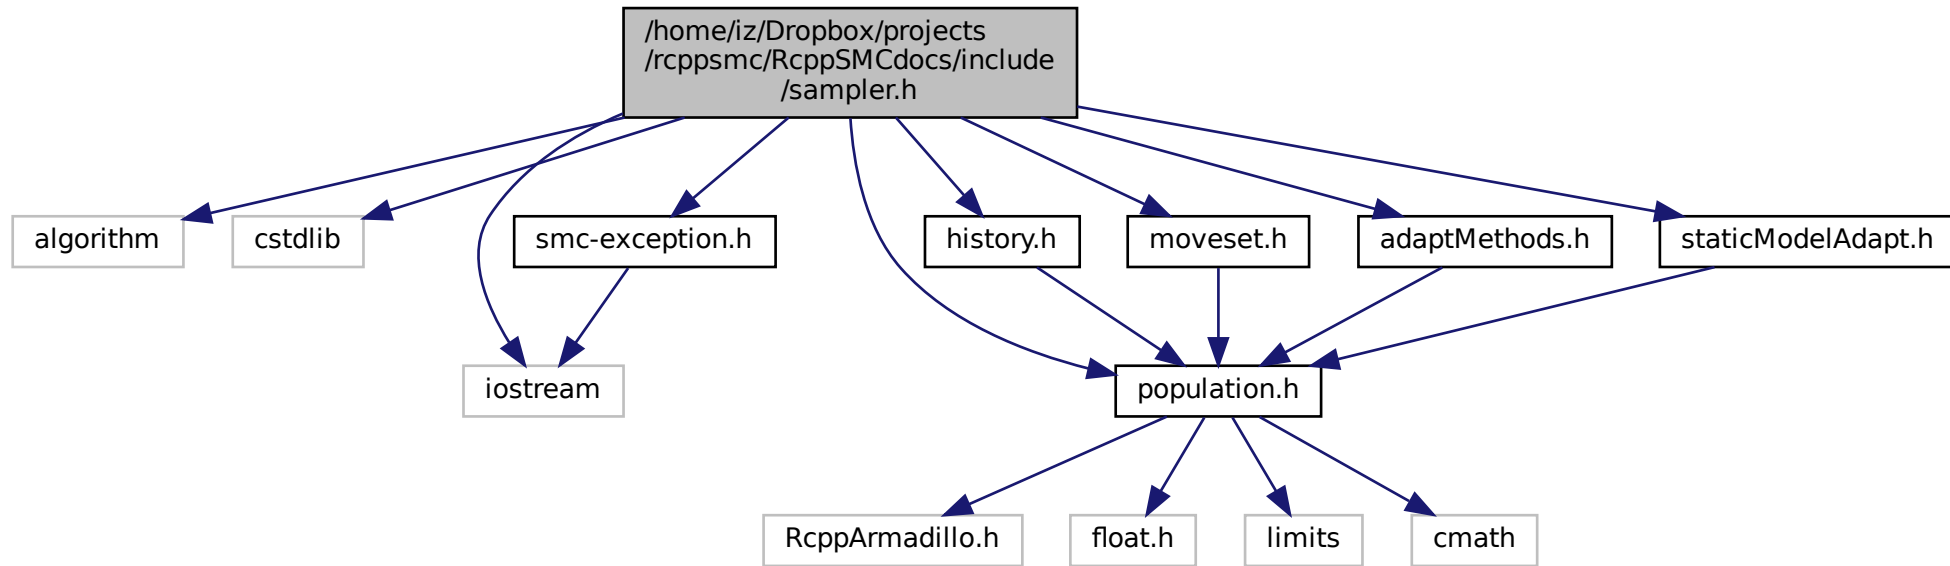 /home/iz/Dropbox/projects
/rcppsmc/RcppSMCdocs/include
/sampler.h
algorithm
cstdlib
smc-exception.h
history.h
moveset.h
adaptMethods.h
staticModelAdapt.h
iostream
population.h
RcppArmadillo.h
float.h
limits
cmath